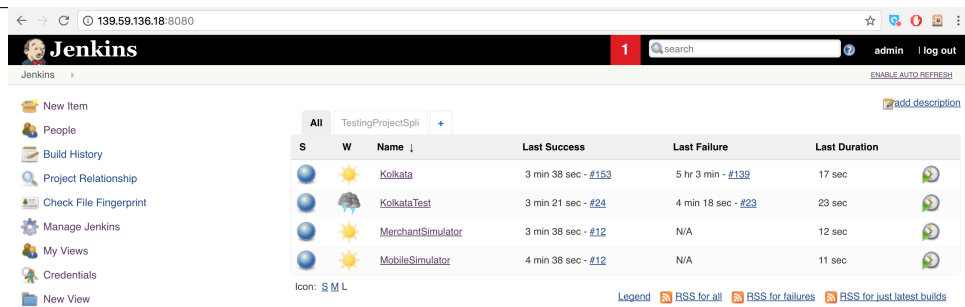 139.59.136.18:8080
Jenkins
1
search
admin | log out
Jenkins
ENABLE AUTO REFRESH
New Item
People
Build History
Project Relationship
Check File Fingerprint
Manage Jenkins
My Views
Credentials
New View
add description
All TestingProjectSpli +
S W Name ↓ Last Success Last Failure Last Duration
Kolkata 3 min 38 sec - #153 5 hr 3 min - #139 17 sec
KolkataTest 3 min 21 sec - #24 4 min 18 sec - #23 23 sec
MerchantSimulator 3 min 38 sec - #12 N/A 12 sec
MobileSimulator 4 min 38 sec - #12 N/A 11 sec
Icon: S M L
Legend RSS for all RSS for failures RSS for just latest builds